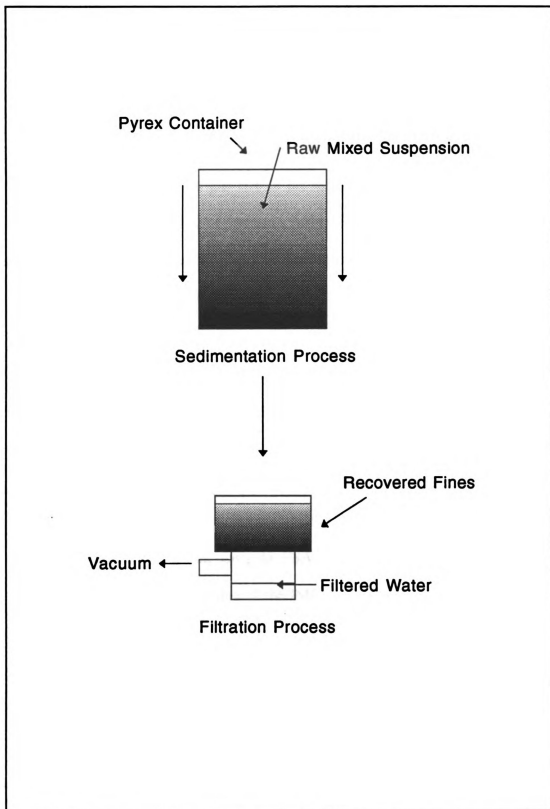 Pyrex Container
Raw Mixed Suspension
Sedimentation Process
Recovered Fines
Vacuum
Filtered Water
Filtration Process